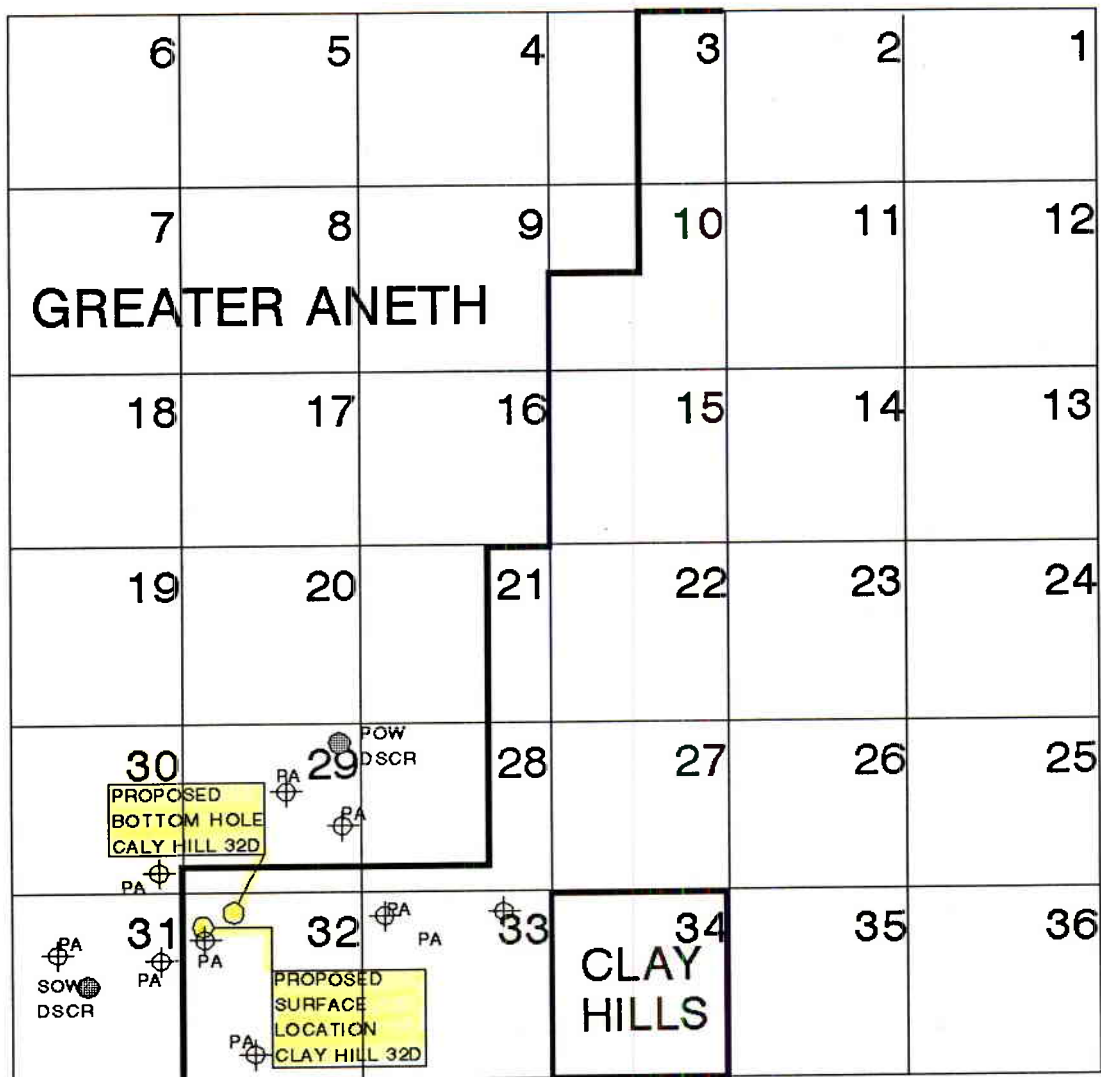 6 5 4 3 2 1
7 8 9 10 11 12
GREATER ANETH
18 17 16 15 14 13
19 20 21 22 23 24
POW
DSCR
30 29 28 27 26 25
PA
PROPOSED
BOTTOM HOLE
CALY HILL 32D
PA
PA
31 32 33 34 35 36
PA
PA
PA
PA
PA
SOW
DSCR
CLAY
HILLS
PROPOSED
SURFACE
LOCATION
CLAY HILL 32D
PA